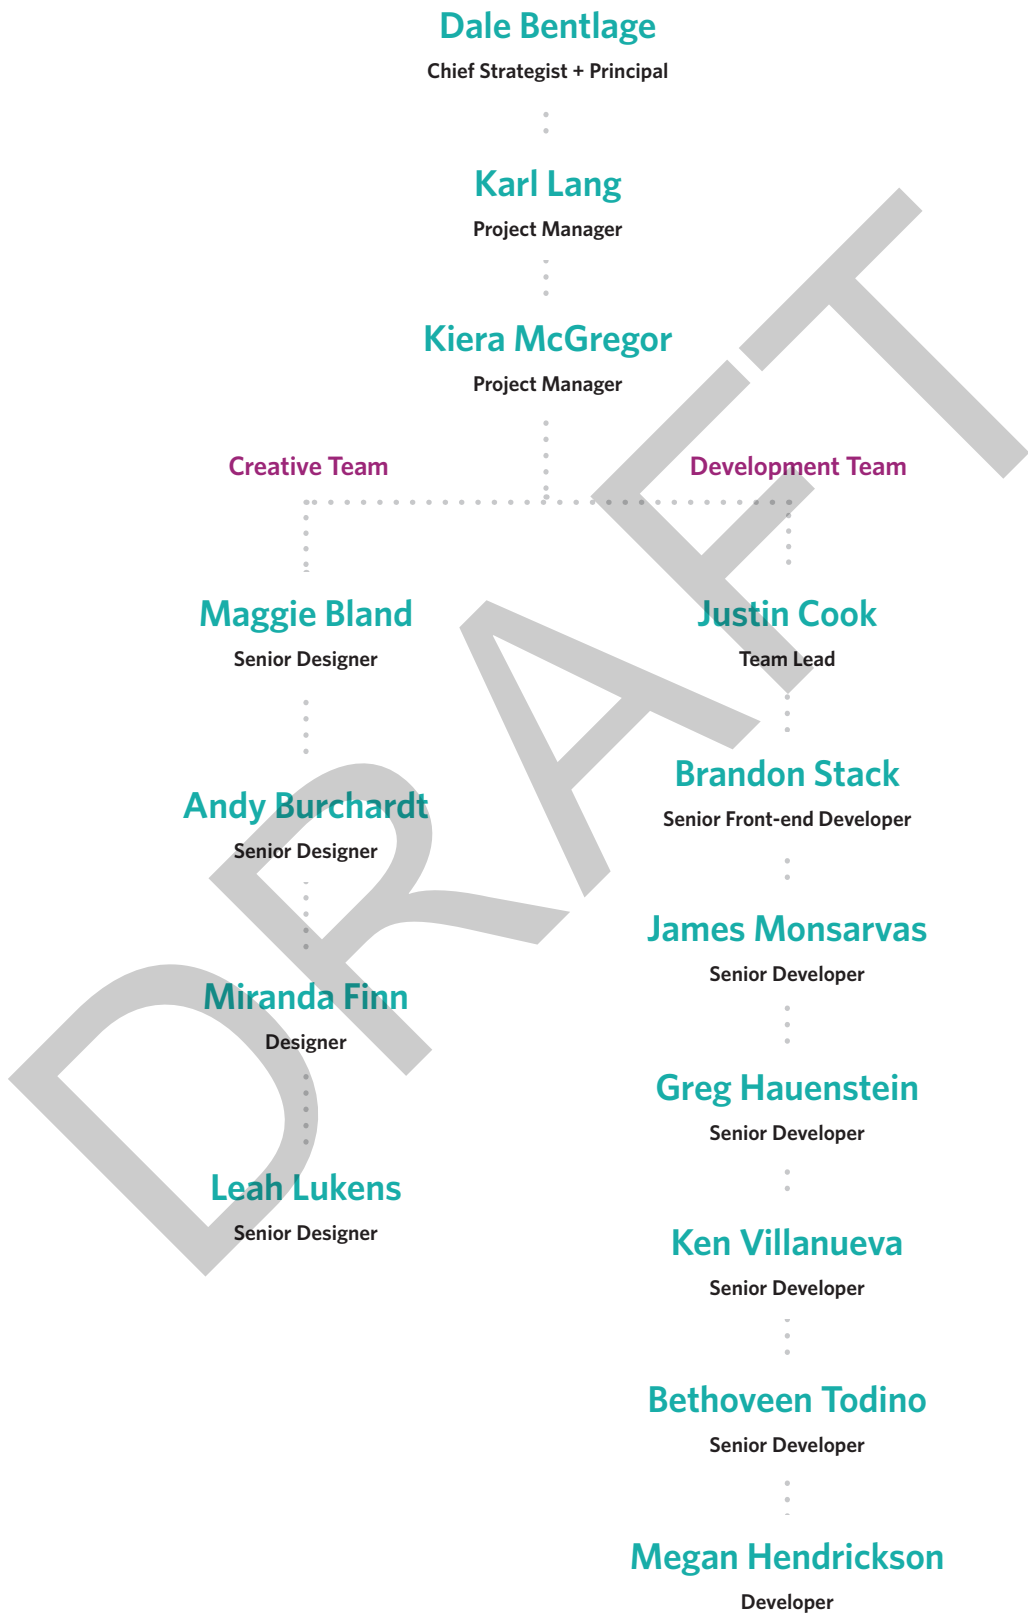 Dale Bentlage
Chief Strategist + Principal
Karl Lang
Project Manager
Kiera McGregor
Project Manager
Creative Team
Maggie Bland
Senior Designer
Andy Burchardt
Senior Designer
Miranda Finn
Designer
Leah Lukens
Senior Designer
Development Team
Justin Cook
Team Lead
Brandon Stack
Senior Front-end Developer
James Monsarvas
Senior Developer
Greg Hauenstein
Senior Developer
Ken Villanueva
Senior Developer
Bethoveen Todino
Senior Developer
Megan Hendrickson
Developer
DRAFT